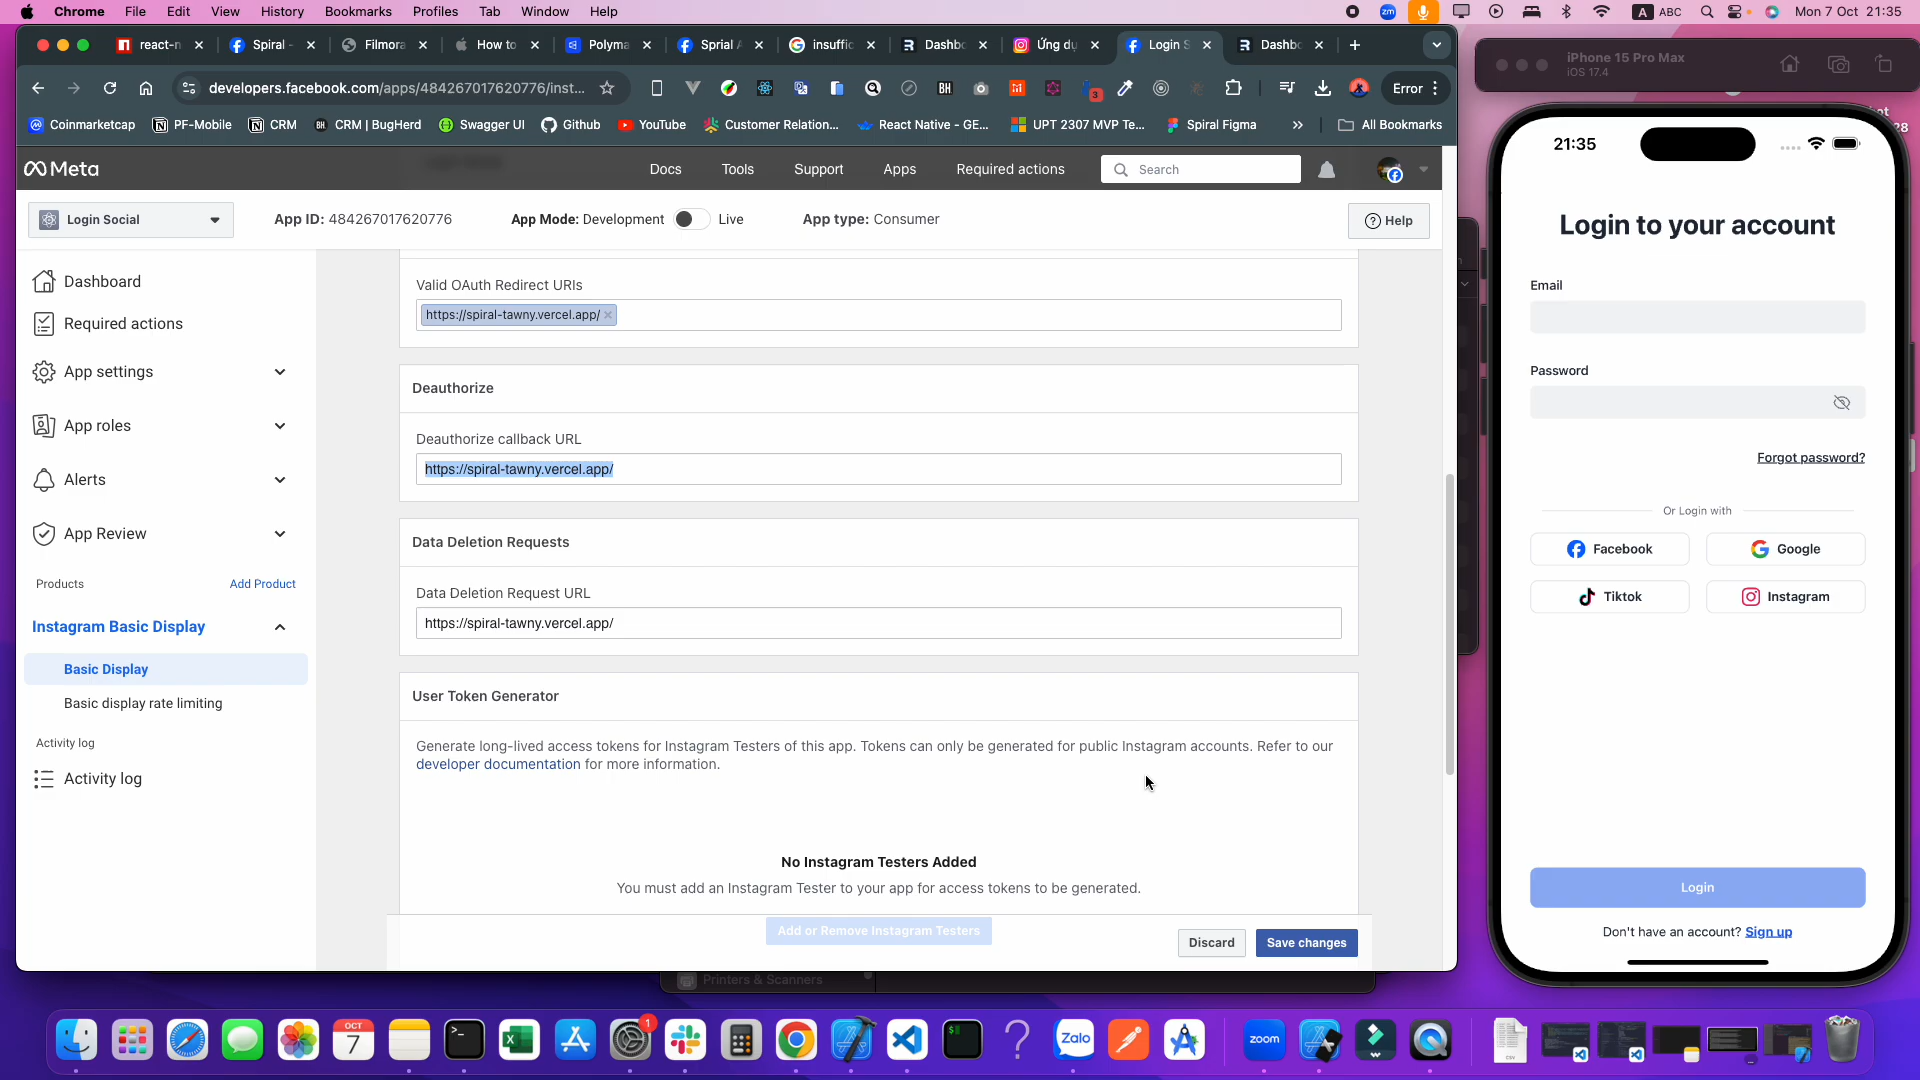 Chrome File Edit View History Bookmarks Profiles Tab Window Help
zm
A ABC
Mon 7 Oct 21:35
react-n
Spiral -
Filmora
How to
Polyma
Sprial A
insuffic
Dashbo
Ứng dụ
Login S
Dashbo
developers.facebook.com/apps/484267017620776/inst...
BH
3
Error
Coinmarketcap
PF-Mobile
CRM
CRM | BugHerd
Swagger UI
Github
YouTube
Customer Relation...
React Native - GE...
UPT 2307 MVP Te...
Spiral Figma
»
All Bookmarks
Meta
Docs
Tools
Support
Apps
Required actions
Search
Login Social
App ID: 484267017620776
App Mode: Development
Live
App type: Consumer
Help
Dashboard
Required actions
App settings
App roles
Alerts
App Review
Products
Add Product
Instagram Basic Display
Basic Display
Basic display rate limiting
Activity log
Activity log
Valid OAuth Redirect URIs
https://spiral-tawny.vercel.app/
Deauthorize
Deauthorize callback URL
https://spiral-tawny.vercel.app/
Data Deletion Requests
Data Deletion Request URL
https://spiral-tawny.vercel.app/
User Token Generator
Generate long-lived access tokens for Instagram Testers of this app. Tokens can only be generated for public Instagram accounts. Refer to our
developer documentation for more information.
No Instagram Testers Added
You must add an Instagram Tester to your app for access tokens to be generated.
Add or Remove Instagram Testers
Discard
Save changes
Printers & Scanners
iPhone 15 Pro Max
iOS 17.4
21:35
Login to your account
Email
Password
Forgot password?
Or Login with
Facebook
Google
Tiktok
Instagram
Login
Don't have an account? Sign up
OCT
7
1
Zalo
zoom